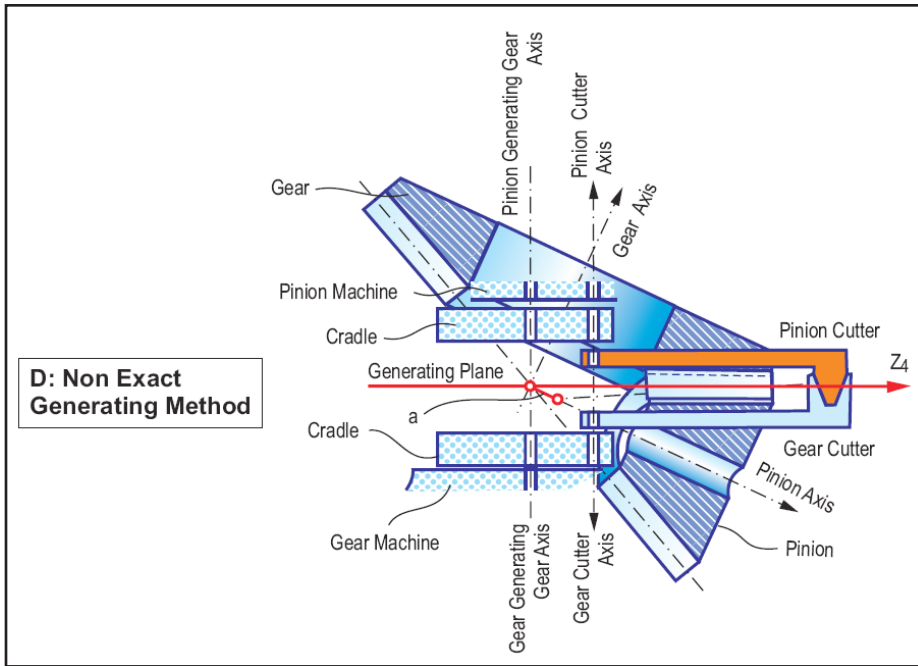 Pinion Generating Gear
Axis
Pinion Cutter
Axis
Gear Axis
Gear
Pinion Machine
Cradle
Pinion Cutter
Z4
D: Non Exact
Generating Method
Generating Plane
a
Cradle
Gear Cutter
Pinion Axis
Gear Machine
Pinion
Gear Generating
Gear Axis
Gear Cutter
Axis